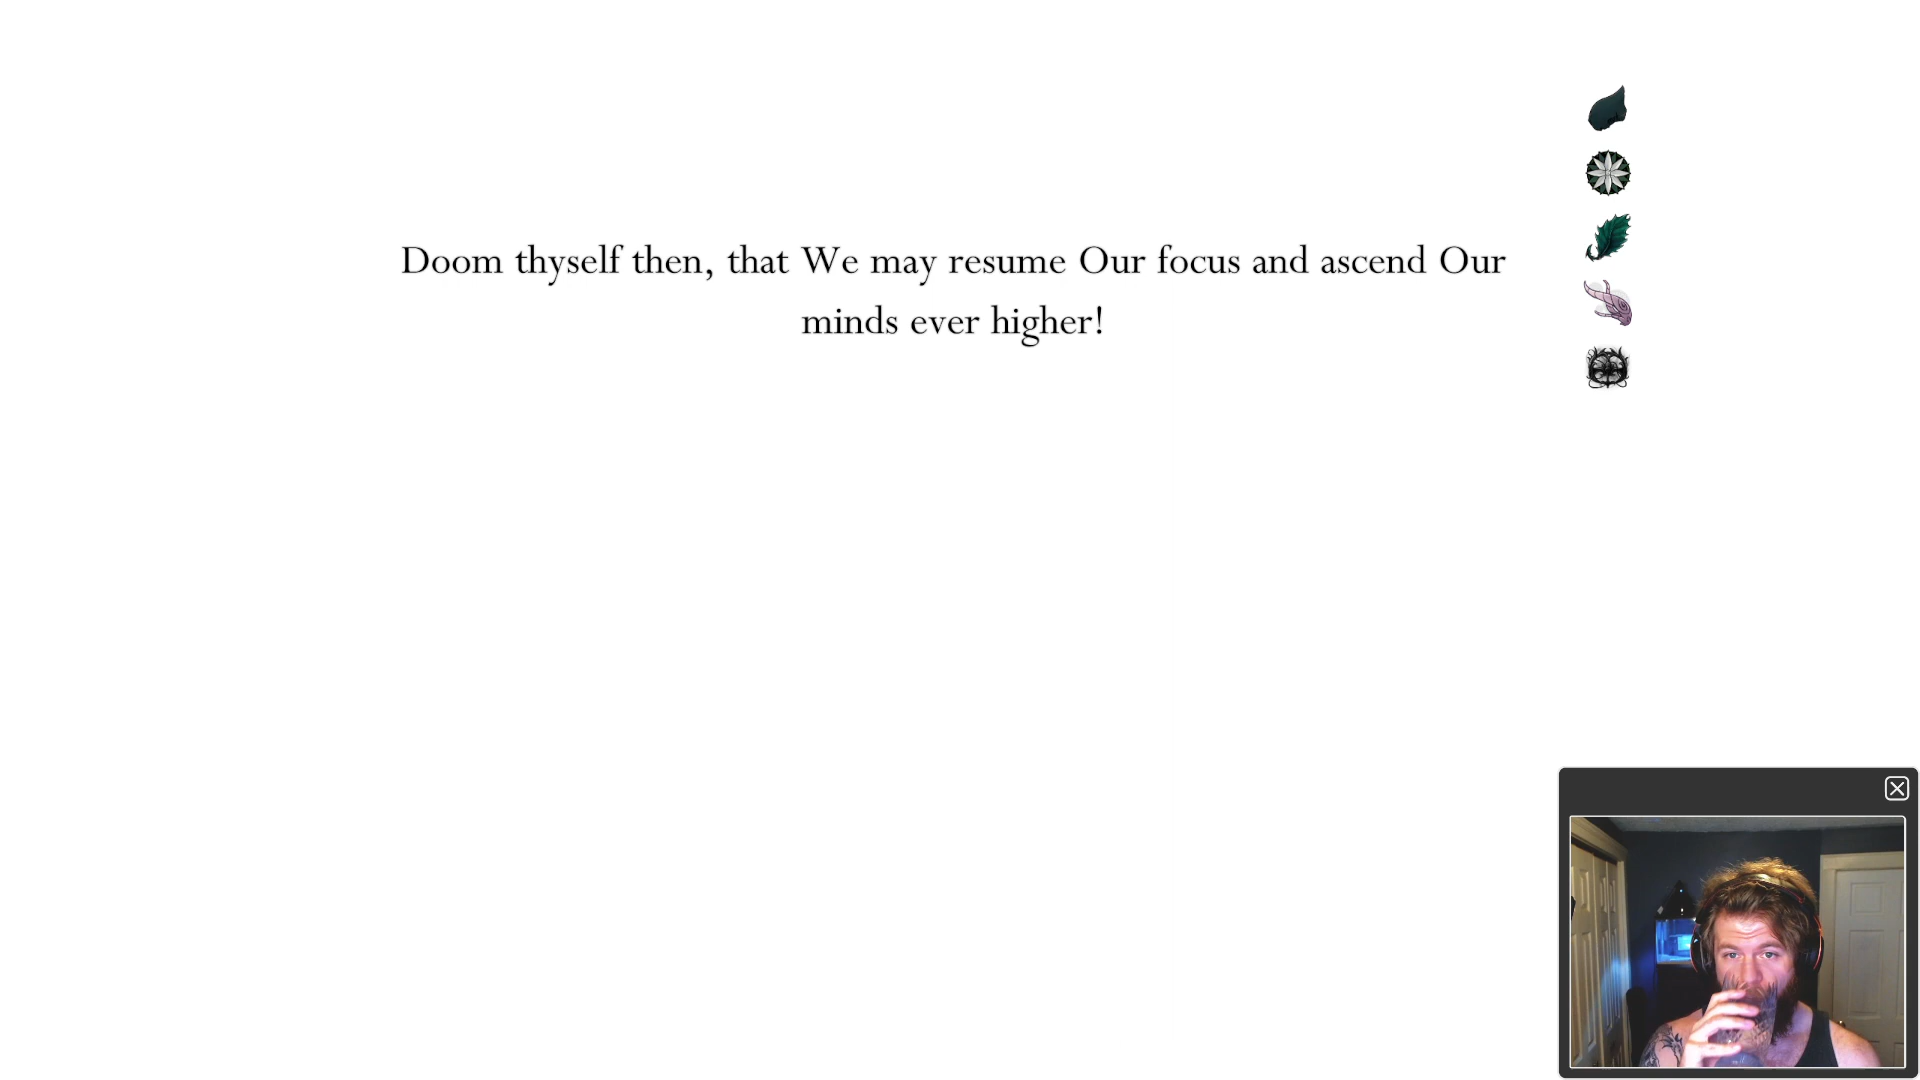 Doom thyself then, that We may resume Our focus and ascend Our
minds ever higher!